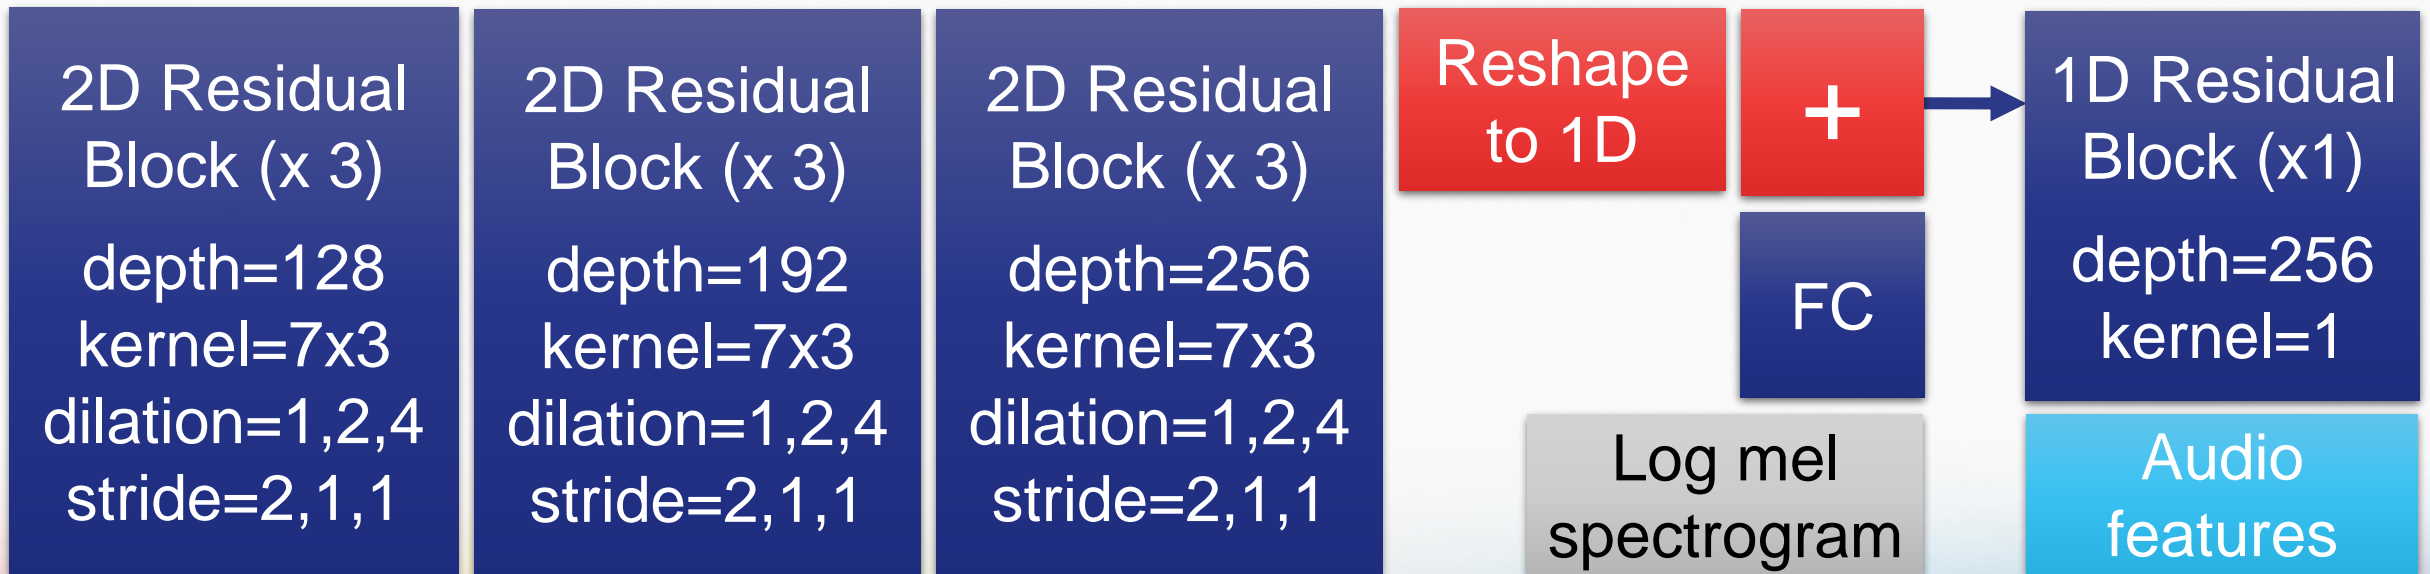 2D Residual
Block (x 3)
depth=128
kernel=7x3
dilation=1,2,4
stride=2,1,1
2D Residual
Block (x 3)
depth=192
kernel=7x3
dilation=1,2,4
stride=2,1,1
2D Residual
Block (x 3)
depth=256
kernel=7x3
dilation=1,2,4
stride=2,1,1
Reshape
to 1D
+
FC
Log mel
spectrogram
1D Residual
Block (x1)
depth=256
kernel=1
Audio
features